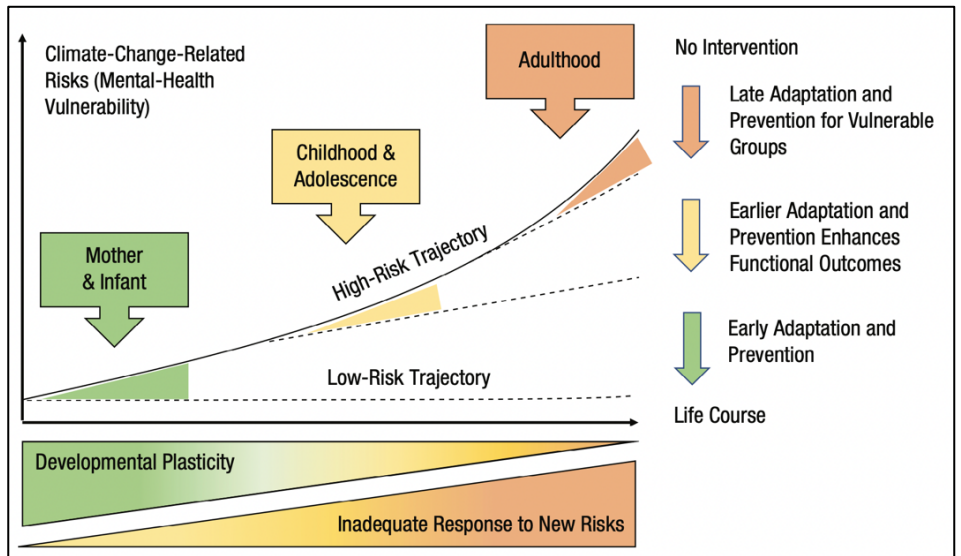 Climate-Change-Related
Risks (Mental-Health
Vulnerability)
Adulthood
No Intervention
Late Adaptation and
Prevention for Vulnerable
Groups
Childhood &
Adolescence
Earlier Adaptation and
Prevention Enhances
Functional Outcomes
Mother
& Infant
High-Risk Trajectory
Early Adaptation and
Prevention
Low-Risk Trajectory
Life Course
Developmental Plasticity
Inadequate Response to New Risks